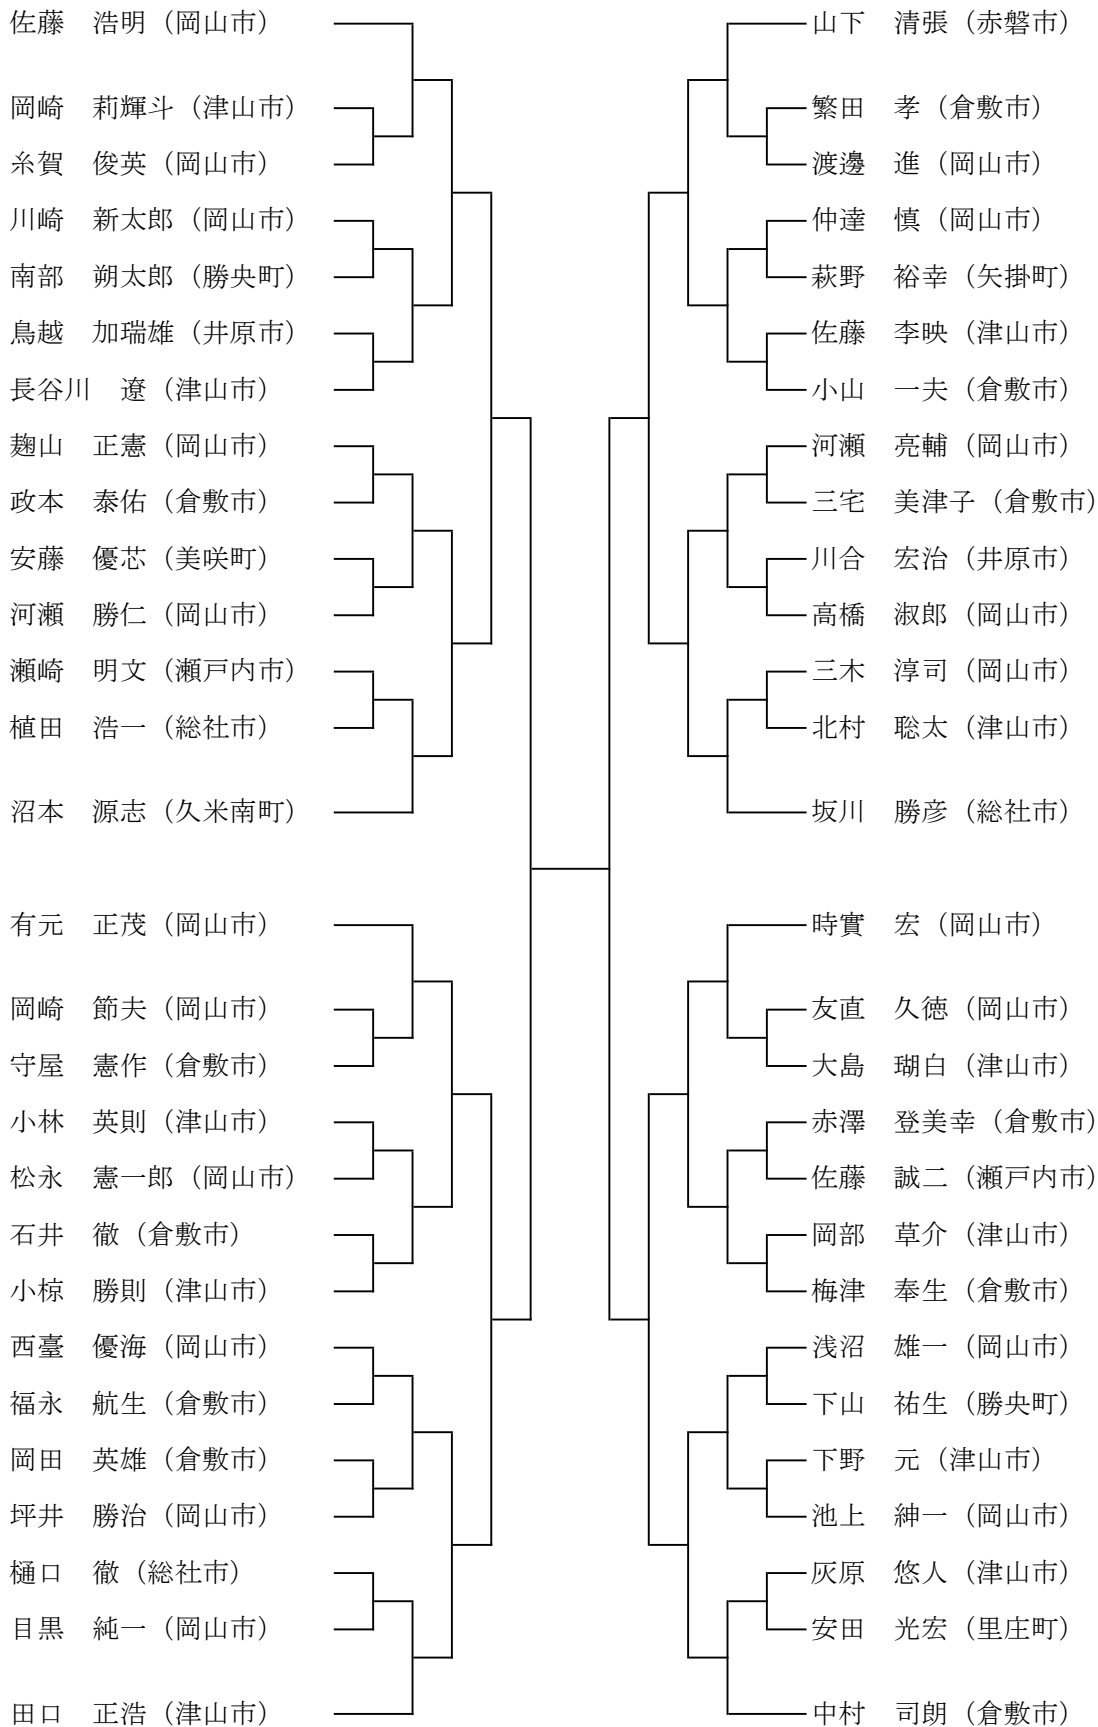 佐藤　浩明（岡山市）
岡崎　莉輝斗（津山市）
糸賀　俊英（岡山市）
川崎　新太郎（岡山市）
南部　朔太郎（勝央町）
鳥越　加瑞雄（井原市）
長谷川　遼（津山市）
麹山　正憲（岡山市）
政本　泰佑（倉敷市）
安藤　優芯（美咲町）
河瀬　勝仁（岡山市）
瀬崎　明文（瀬戸内市）
植田　浩一（総社市）
沼本　源志（久米南町）
有元　正茂（岡山市）
岡崎　節夫（岡山市）
守屋　憲作（倉敷市）
小林　英則（津山市）
松永　憲一郎（岡山市）
石井　徹（倉敷市）
小椋　勝則（津山市）
西臺　優海（岡山市）
福永　航生（倉敷市）
岡田　英雄（倉敷市）
坪井　勝治（岡山市）
樋口　徹（総社市）
目黒　純一（岡山市）
田口　正浩（津山市）
山下　清張（赤磐市）
繁田　孝（倉敷市）
渡邊　進（岡山市）
仲達　慎（岡山市）
萩野　裕幸（矢掛町）
佐藤　李映（津山市）
小山　一夫（倉敷市）
河瀬　亮輔（岡山市）
三宅　美津子（倉敷市）
川合　宏治（井原市）
高橋　淑郎（岡山市）
三木　淳司（岡山市）
北村　聡太（津山市）
坂川　勝彦（総社市）
時實　宏（岡山市）
友直　久徳（岡山市）
大島　瑚白（津山市）
赤澤　登美幸（倉敷市）
佐藤　誠二（瀬戸内市）
岡部　草介（津山市）
梅津　奉生（倉敷市）
浅沼　雄一（岡山市）
下山　祐生（勝央町）
下野　元（津山市）
池上　紳一（岡山市）
灰原　悠人（津山市）
安田　光宏（里庄町）
中村　司朗（倉敷市）